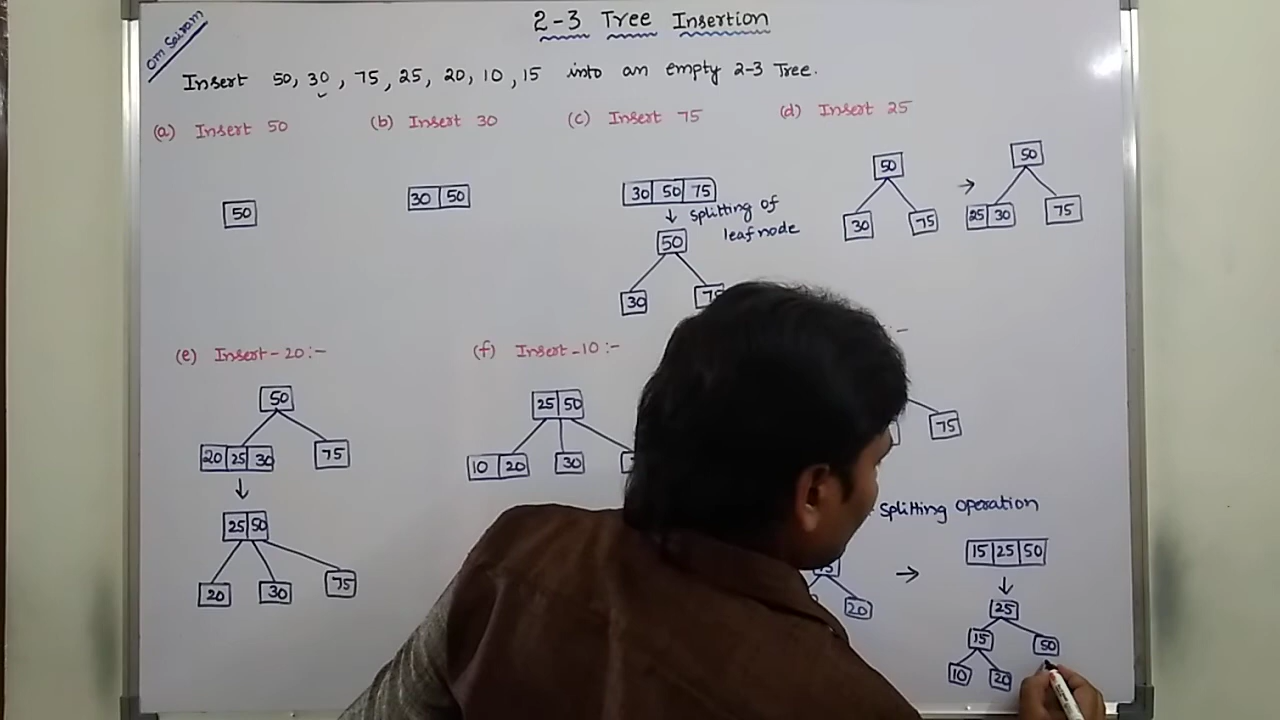 om Sairam
2-3 Tree Insertion
Insert 50, 30, 75, 25, 20, 10, 15 into an empty 2-3 Tree.
(a) Insert 50
50
(b) Insert 30
30 50
(c) Insert 75
30 50 75
↓ Splitting of
leaf node
50
30 75
(d) Insert 25
50
30 75
→
50
25 30 75
(e) Insert-20:-
50
20 25 30 75
↓
25 50
20 30 75
(f) Insert-10:-
25 50
10 20 30
:-
75
Splitting operation
15
20
→
15 25 50
↓
25
15 50
10 20